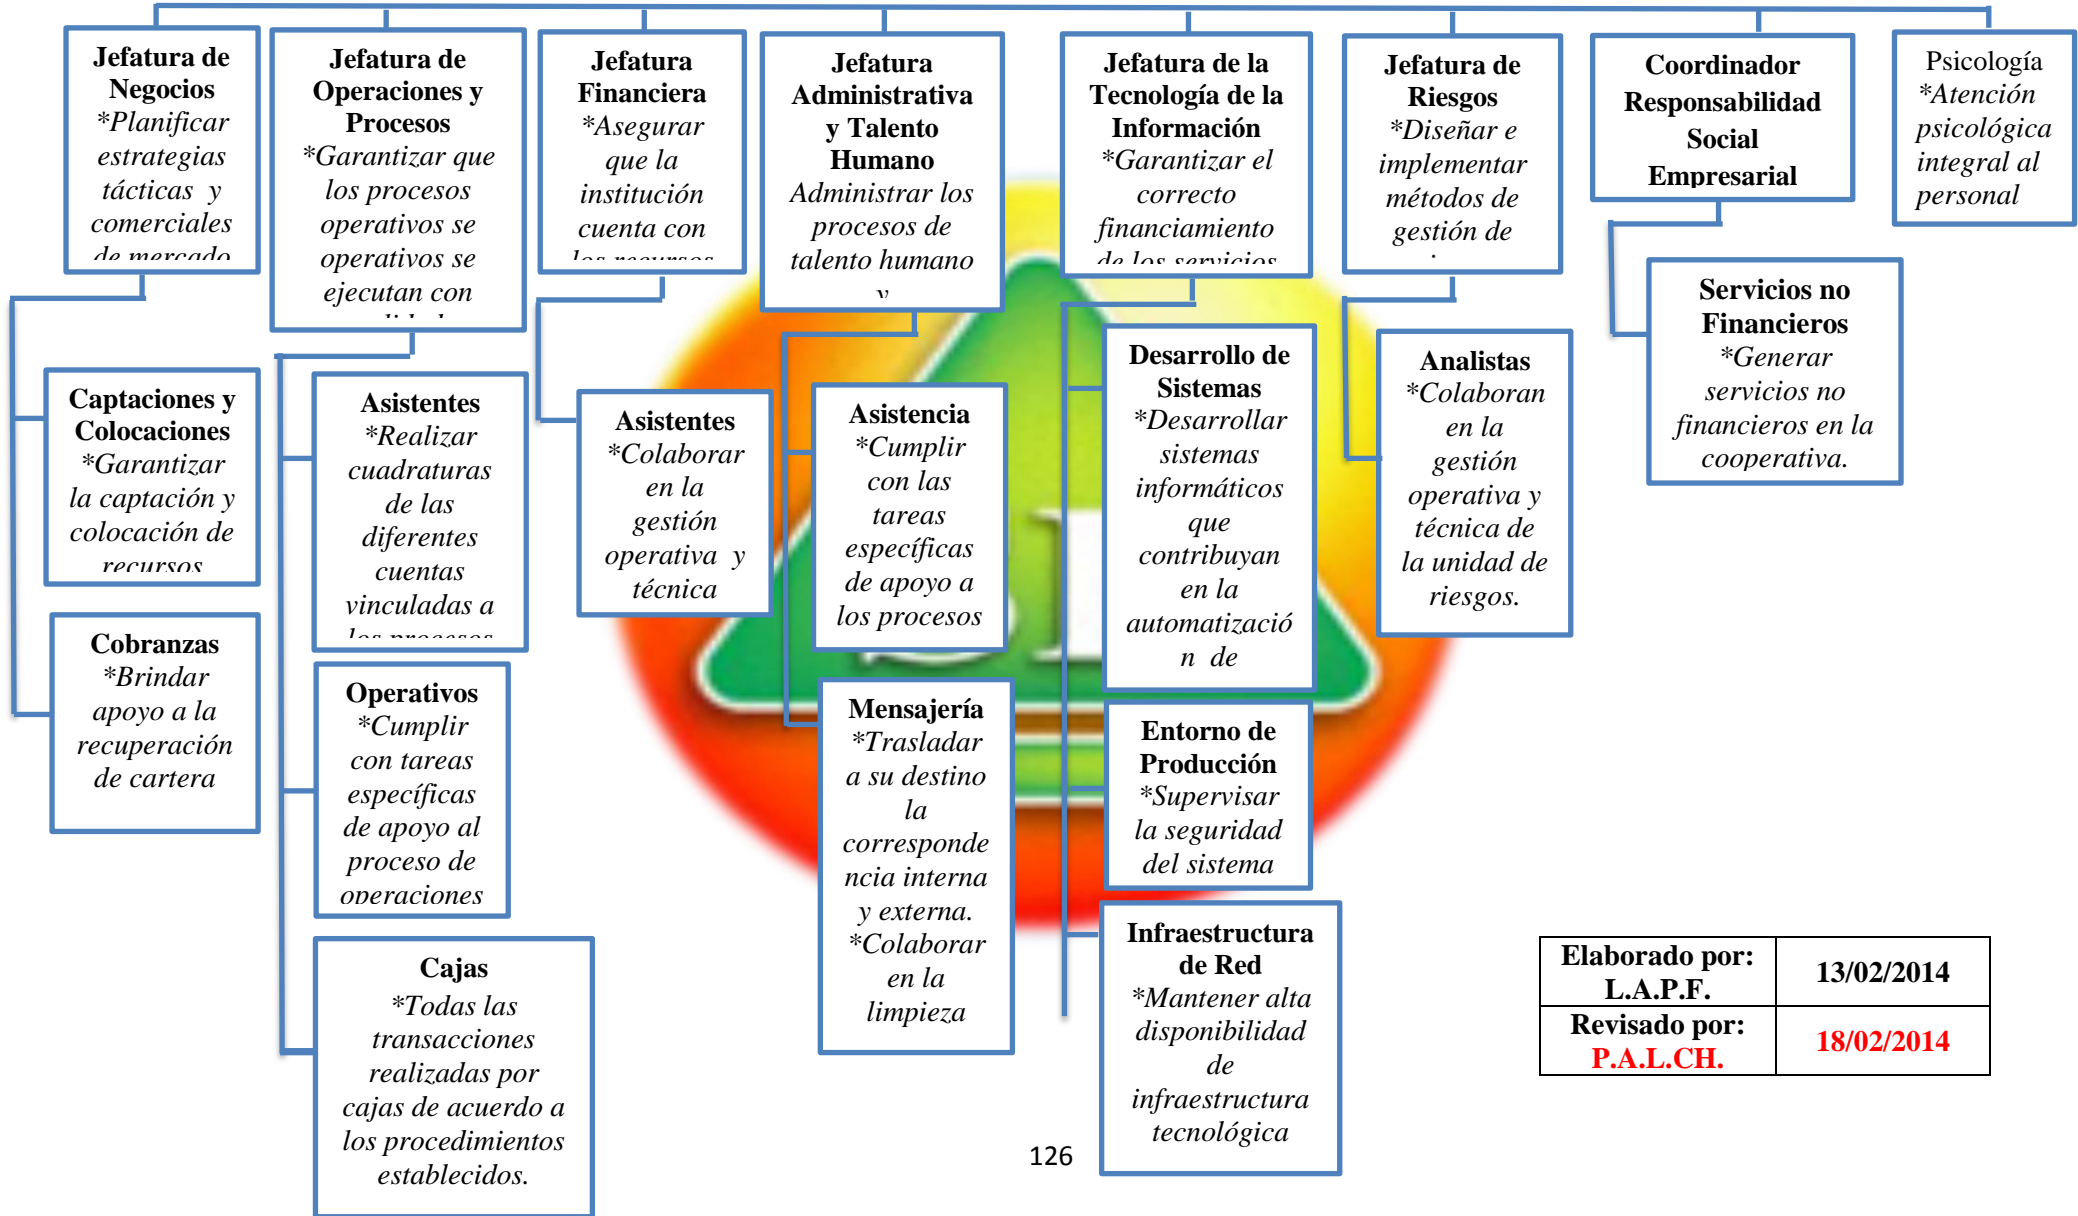 Jefatura de
Negocios
*Planificar
estrategias
tácticas y
comerciales
de mercado
Jefatura de
Operaciones y
Procesos
*Garantizar que
los procesos
operativos se
operativos se
ejecutan con
Jefatura
Financiera
*Asegurar
que la
institución
cuenta con
los recursos
Jefatura
Administrativa
y Talento
Humano
Administrar los
procesos de
talento humano
y
Jefatura de la
Tecnología de la
Información
*Garantizar el
correcto
financiamiento
de los servicios
Jefatura de
Riesgos
*Diseñar e
implementar
métodos de
gestión de
Coordinador
Responsabilidad
Social
Empresarial
Psicología
*Atención
psicológica
integral al
personal
Captaciones y
Colocaciones
*Garantizar
la captación y
colocación de
recursos
Cobranzas
*Brindar
apoyo a la
recuperación
de cartera
Asistentes
*Realizar
cuadraturas
de las
diferentes
cuentas
vinculadas a
los procesos
Operativos
*Cumplir
con tareas
específicas
de apoyo al
proceso de
operaciones
Cajas
*Todas las
transacciones
realizadas por
cajas de acuerdo a
los procedimientos
establecidos.
Asistentes
*Colaborar
en la
gestión
operativa y
técnica
Asistencia
*Cumplir
con las
tareas
específicas
de apoyo a
los procesos
Mensajería
*Trasladar
a su destino
la
corresponde
ncia interna
y externa.
*Colaborar
en la
limpieza
Desarrollo de
Sistemas
*Desarrollar
sistemas
informáticos
que
contribuyan
en la
automatizació
n de
Entorno de
Producción
*Supervisar
la seguridad
del sistema
Infraestructura
de Red
*Mantener alta
disponibilidad
de
infraestructura
tecnológica
Analistas
*Colaboran
en la
gestión
operativa y
técnica de
la unidad de
riesgos.
Servicios no
Financieros
*Generar
servicios no
financieros en la
cooperativa.
Elaborado por:
L.A.P.F.
13/02/2014
Revisado por:
P.A.L.CH.
18/02/2014
126